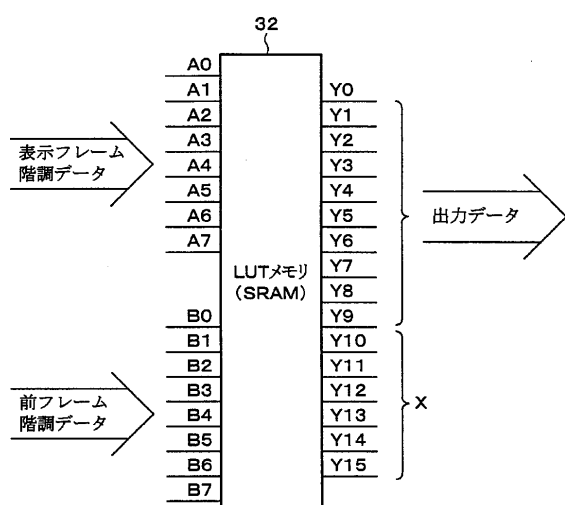 32
A0
A1
A2
A3
A4
A5
A6
A7
表示フレーム
階調データ
B0
B1
B2
B3
B4
B5
B6
B7
前フレーム
階調データ
LUTメモリ
(SRAM)
Y0
Y1
Y2
Y3
Y4
Y5
Y6
Y7
Y8
Y9
Y10
Y11
Y12
Y13
Y14
Y15
出力データ
X